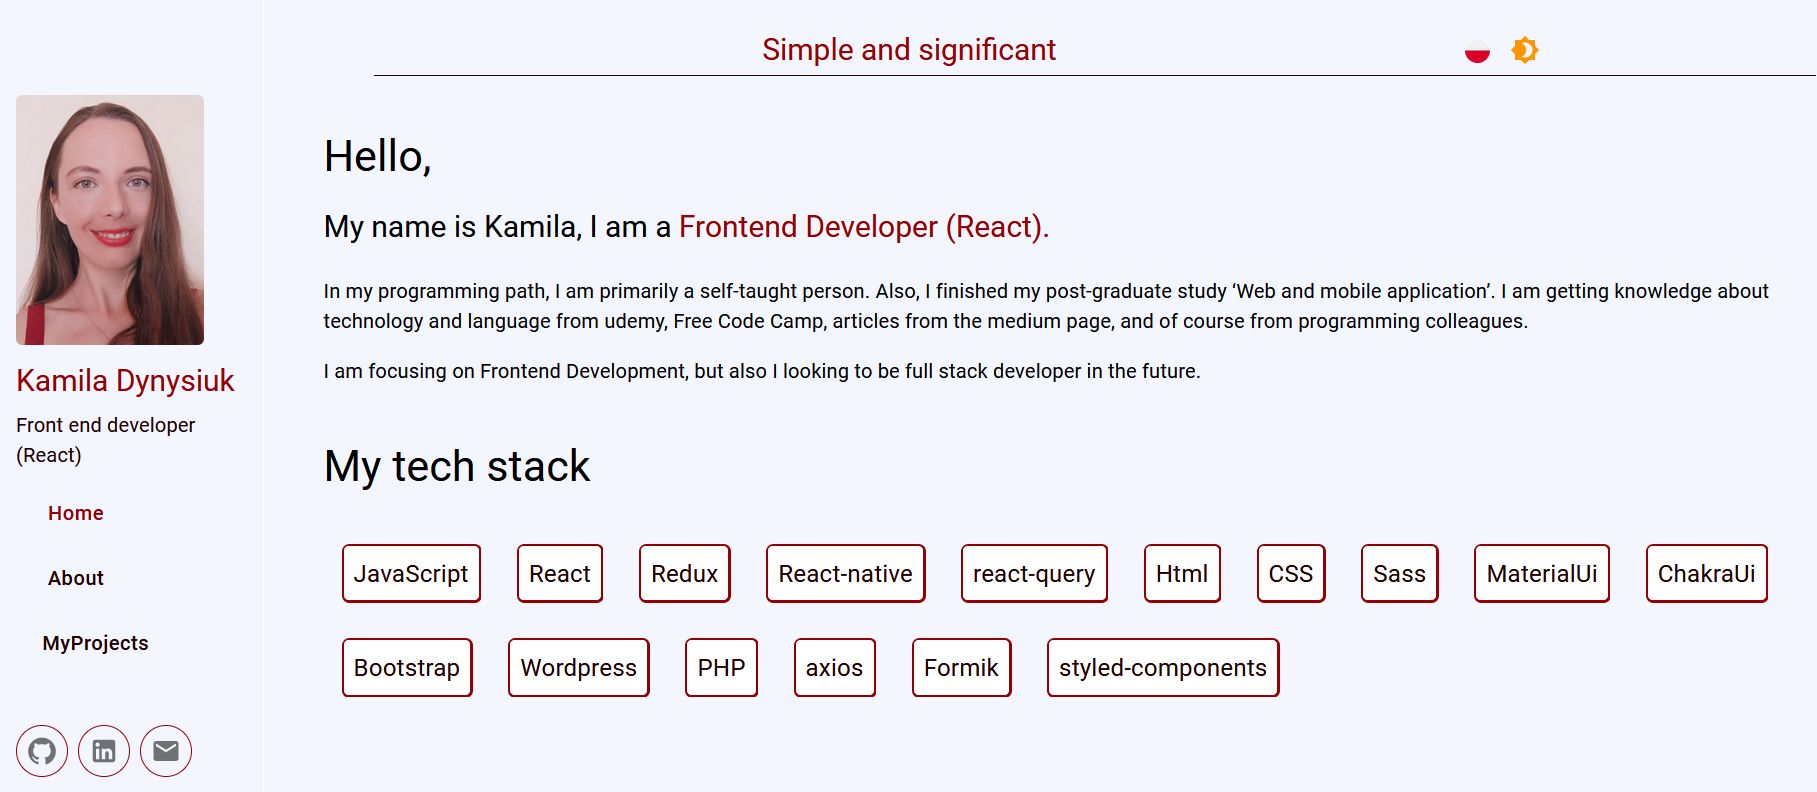 Simple and significant
Kamila Dynysiuk
Front end developer
(React)
Home
About
MyProjects
Hello,
My name is Kamila, I am a Frontend Developer (React).
In my programming path, I am primarily a self-taught person. Also, I finished my post-graduate study ‘Web and mobile application’. I am getting knowledge about
technology and language from udemy, Free Code Camp, articles from the medium page, and of course from programming colleagues.
I am focusing on Frontend Development, but also I looking to be full stack developer in the future.
My tech stack
JavaScript React Redux React-native react-query Html CSS Sass MaterialUi ChakraUi
Bootstrap Wordpress PHP axios Formik styled-components